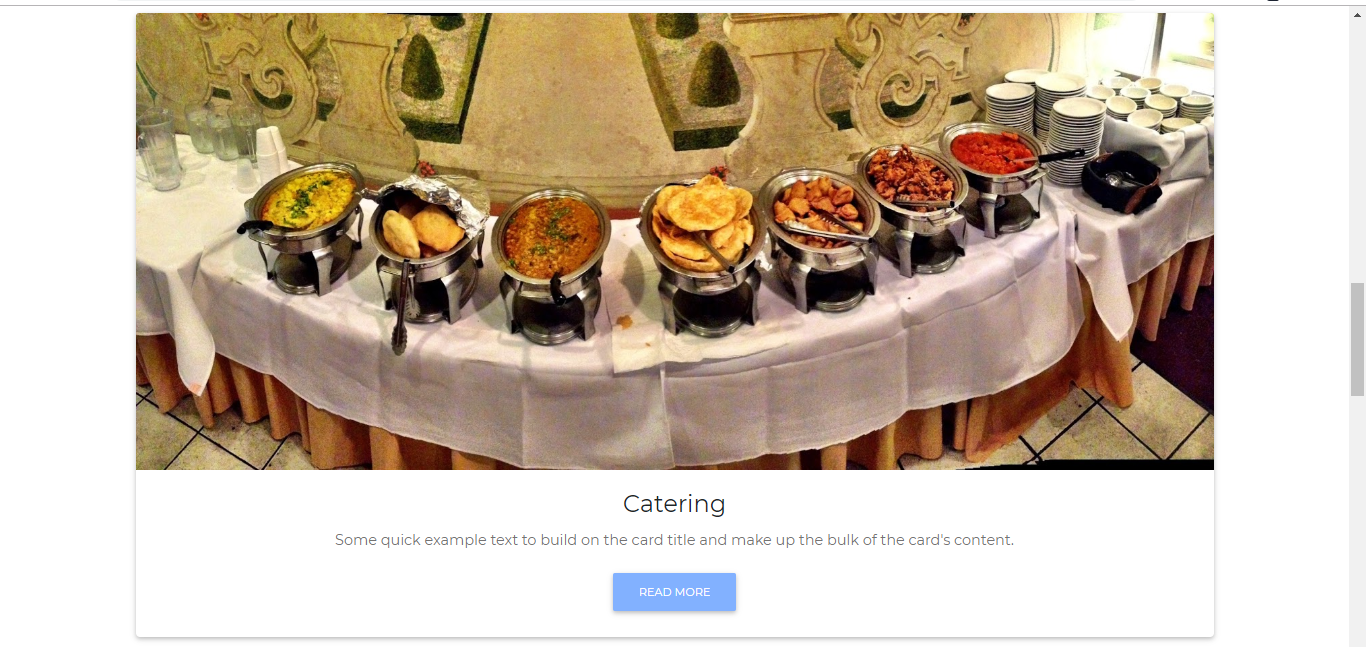 Catering
Some quick example text to build on the card title and make up the bulk of the card's content.
READ MORE